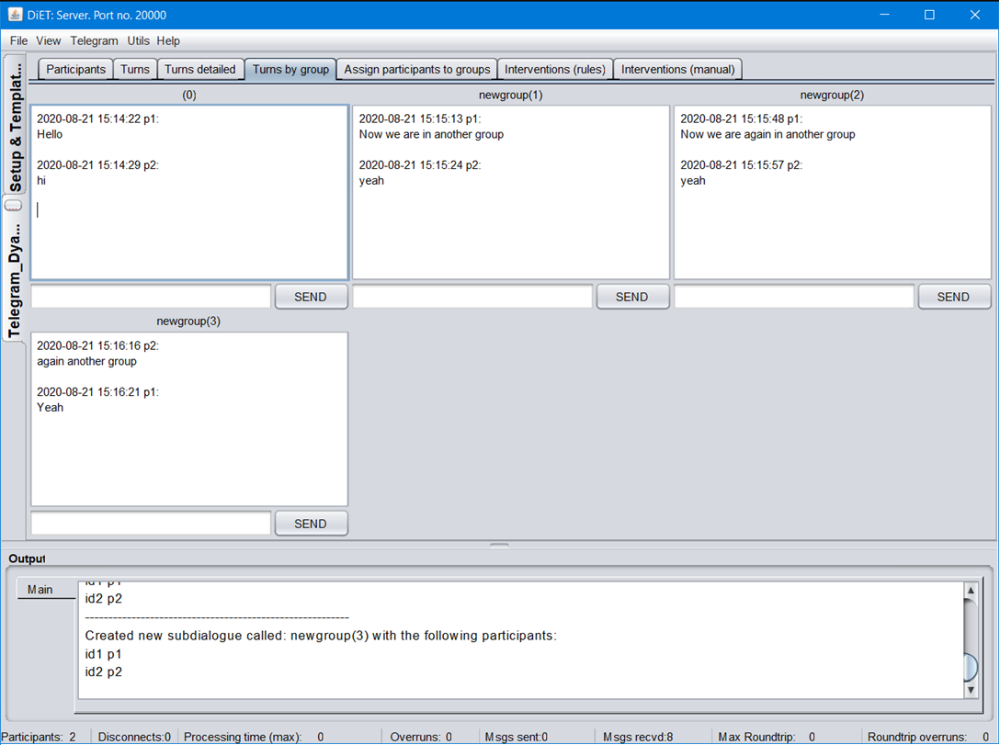 DiET: Server. Port no. 20000
File View Telegram Utils Help
Setup & Templat...
Telegram_Dya...
Participants Turns Turns detailed Turns by group Assign participants to groups Interventions (rules) Interventions (manual)
(0)
2020-08-21 15:14:22 p1:
Hello
2020-08-21 15:14:29 p2:
hi
SEND
newgroup(1)
2020-08-21 15:15:13 p1:
Now we are in another group
2020-08-21 15:15:24 p2:
yeah
SEND
newgroup(2)
2020-08-21 15:15:48 p1:
Now we are again in another group
2020-08-21 15:15:57 p2:
yeah
SEND
newgroup(3)
2020-08-21 15:16:16 p2:
again another group
2020-08-21 15:16:21 p1:
Yeah
SEND
Output
Main
id1 p1
id2 p2
----------------------------------------------------------
Created new subdialogue called: newgroup(3) with the following participants:
id1 p1
id2 p2
Participants: 2 Disconnects:0 Processing time (max): 0 Overruns: 0 Msgs sent:0 Msgs recvd:8 Max Roundtrip: 0 Roundtrip overruns: 0